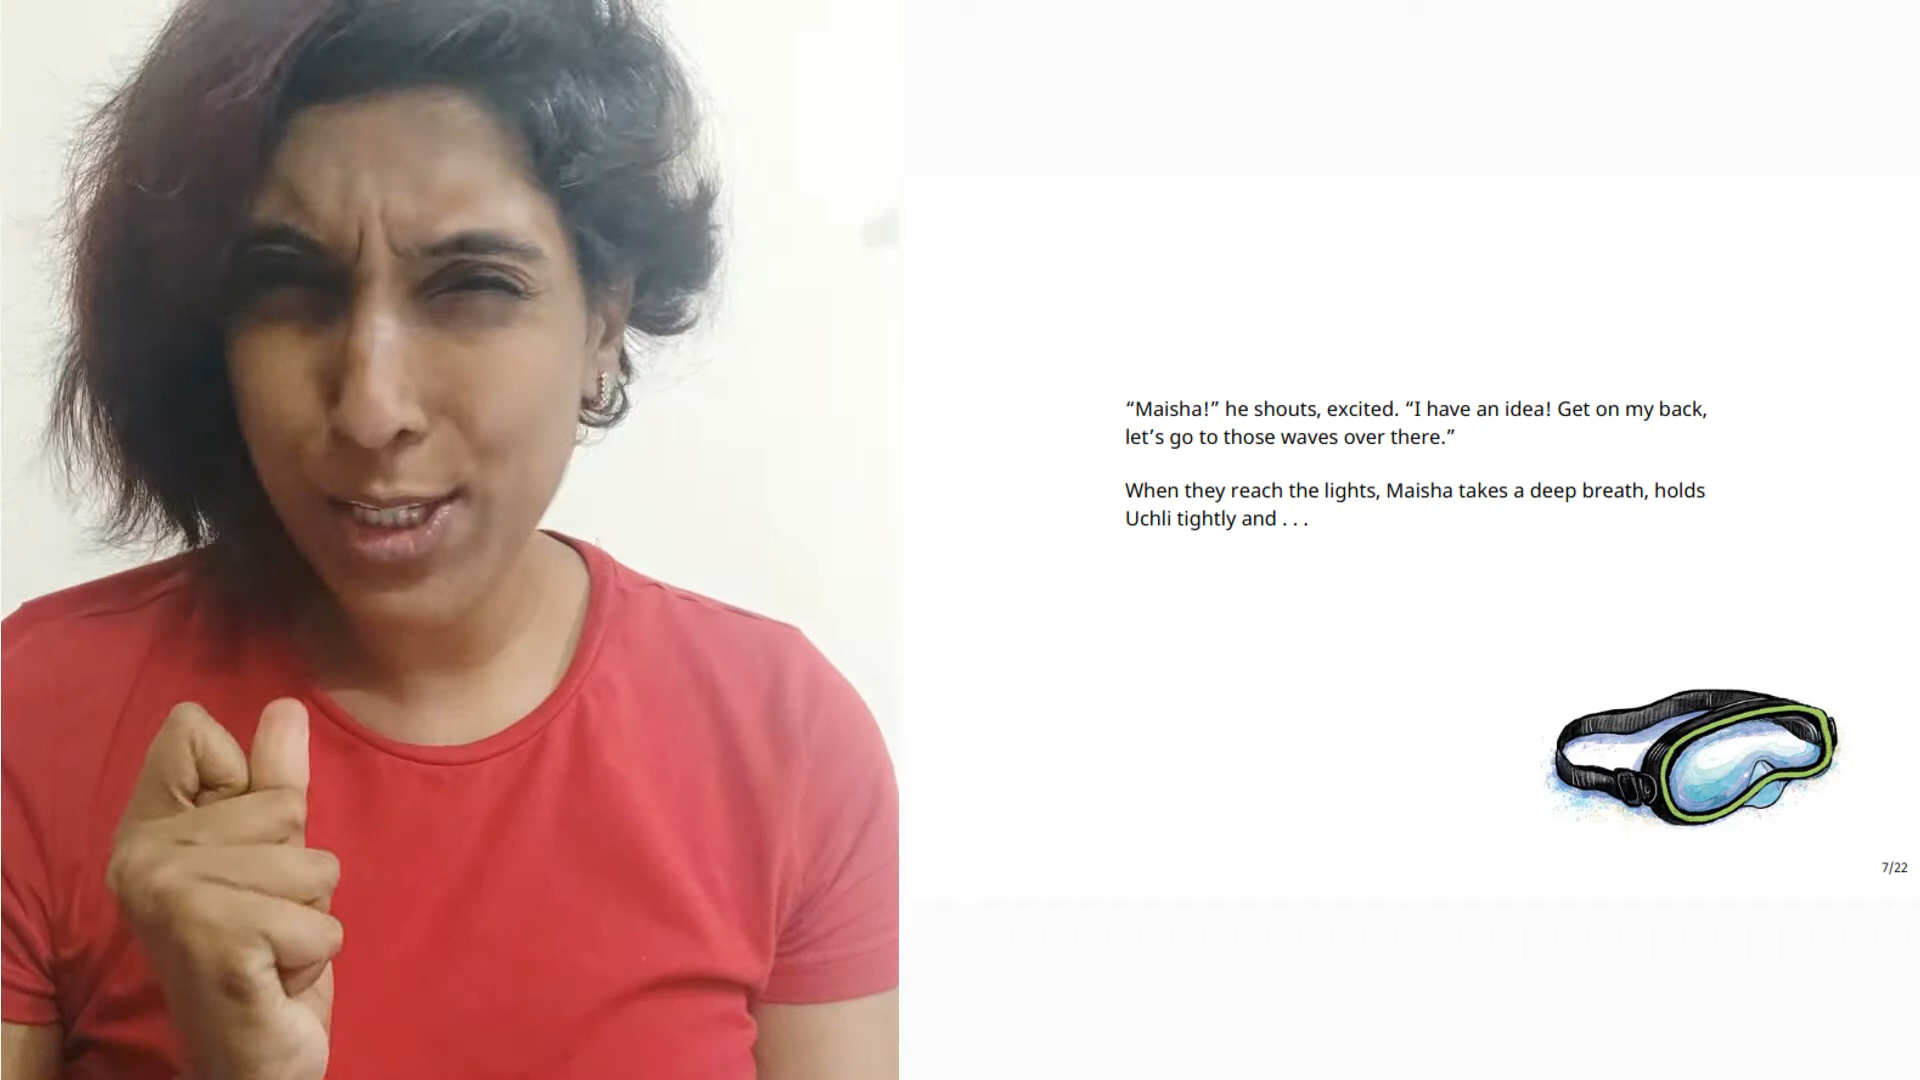 “Maisha!” he shouts, excited. “I have an idea! Get on my back,
let’s go to those waves over there.”
When they reach the lights, Maisha takes a deep breath, holds
Uchli tightly and . . .
7/22